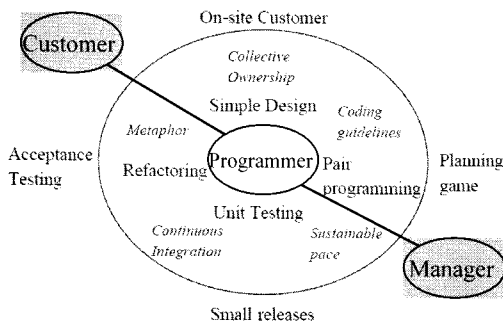 On-site Customer
Customer
Collective
Ownership
Simple Design
Metaphor
Coding
guidelines
Acceptance
Testing
Refactoring
Programmer
Pair
programming
Planning
game
Unit Testing
Continuous
Integration
Sustainable
pace
Manager
Small releases